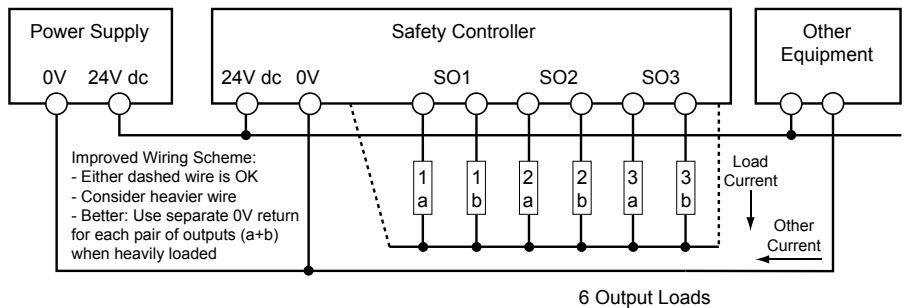 Power Supply
0V 24V dc
Safety Controller
24V dc 0V SO1 SO2 SO3
Other
Equipment
Improved Wiring Scheme:
- Either dashed wire is OK
- Consider heavier wire
- Better: Use separate 0V return
for each pair of outputs (a+b)
when heavily loaded
1
a
1
b
2
a
2
b
3
a
3
b
Load
Current
Other
Current
6 Output Loads